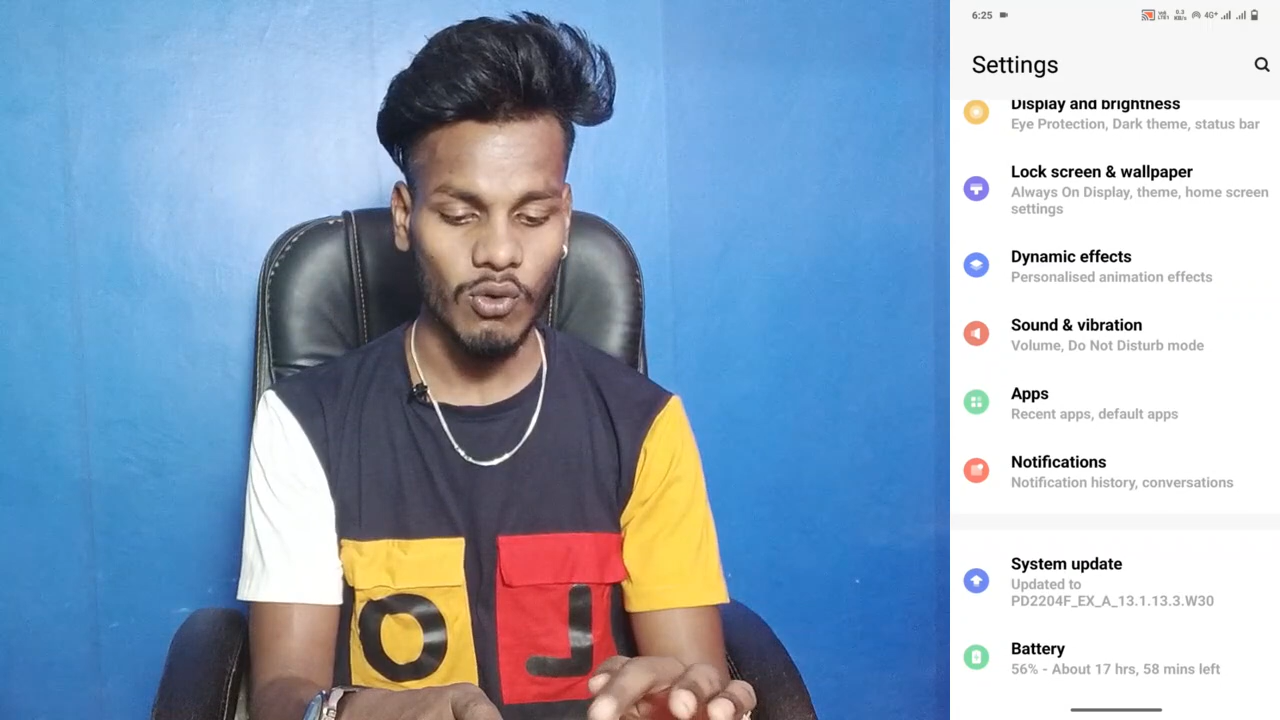 6:25
0.3
KB/s
4G+
Settings
Display and brightness
Eye Protection, Dark theme, status bar
Lock screen & wallpaper
Always On Display, theme, home screen
settings
Dynamic effects
Personalised animation effects
Sound & vibration
Volume, Do Not Disturb mode
Apps
Recent apps, default apps
Notifications
Notification history, conversations
System update
Updated to
PD2204F_EX_A_13.1.13.3.W30
Battery
56% - About 17 hrs, 58 mins left
O J